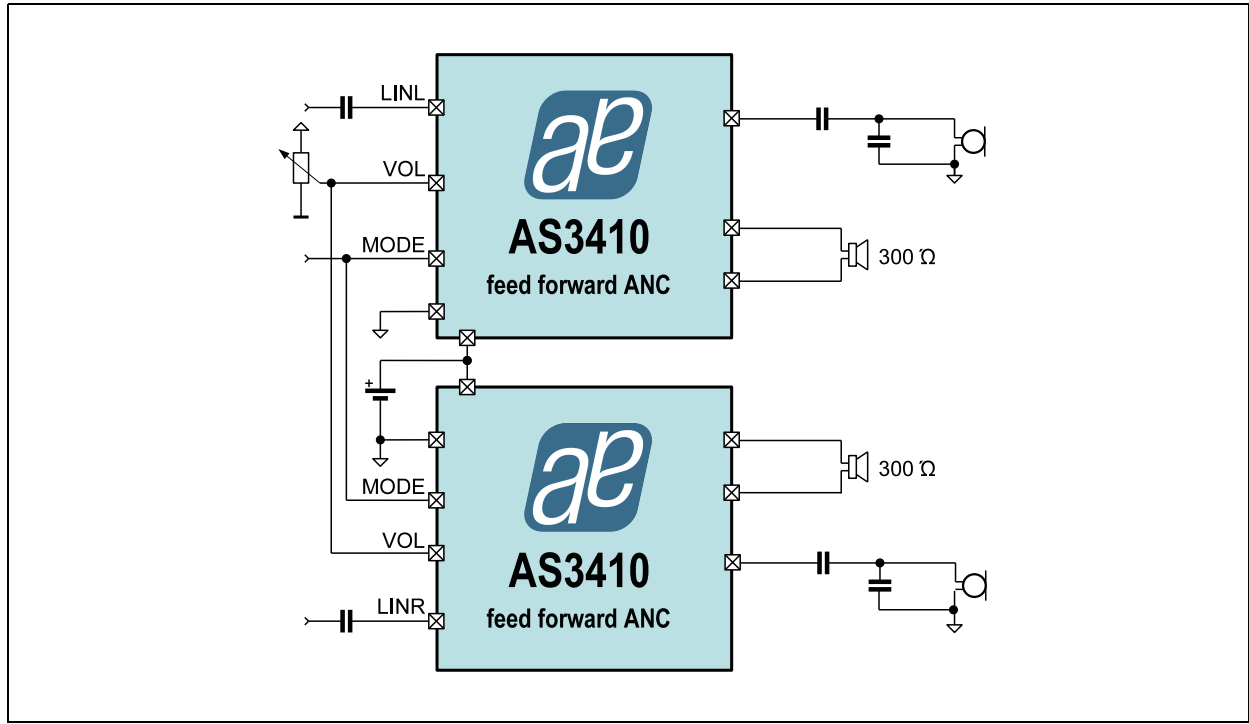 LINL
VOL
MODE
AS3410
feed forward ANC
300 Ω
+
MODE
VOL
LINR
AS3410
feed forward ANC
300 Ω